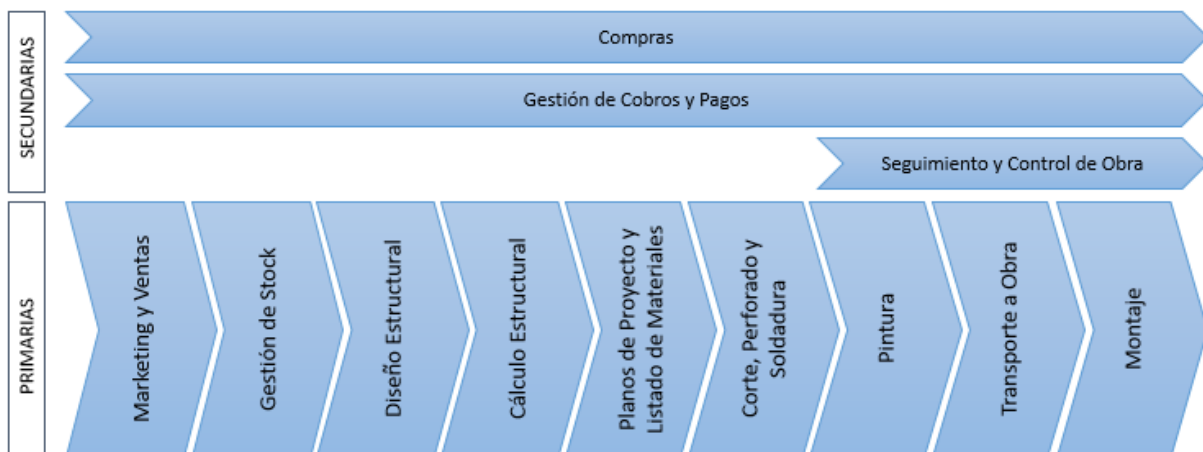 SECUNDARIAS
Compras
Gestión de Cobros y Pagos
Seguimiento y Control de Obra
PRIMARIAS
Marketing y Ventas
Gestión de Stock
Diseño Estructural
Cálculo Estructural
Planos de Proyecto y
Listado de Materiales
Corte, Perforado y
Soldadura
Pintura
Transporte a Obra
Montaje